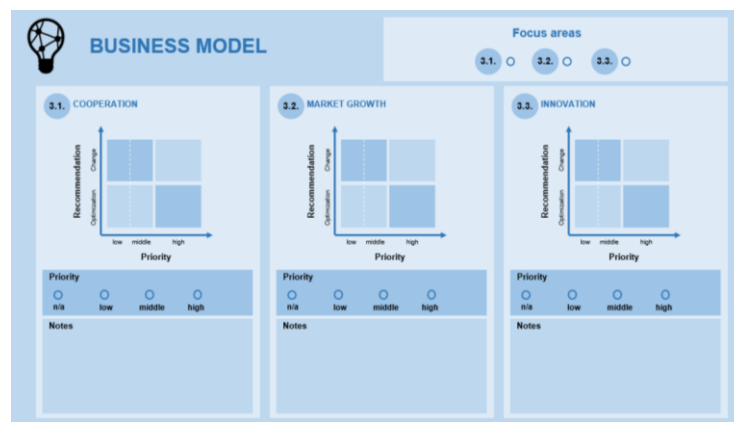 BUSINESS MODEL
Focus areas
3.1. 3.2. 3.3.
3.1. COOPERATION
Recommendation
Change
Optimization
low middle high
Priority
Priority
n/a low middle high
Notes
3.2. MARKET GROWTH
Recommendation
Change
Optimization
low middle high
Priority
Priority
n/a low middle high
Notes
3.3. INNOVATION
Recommendation
Change
Optimization
low middle high
Priority
Priority
n/a low middle high
Notes